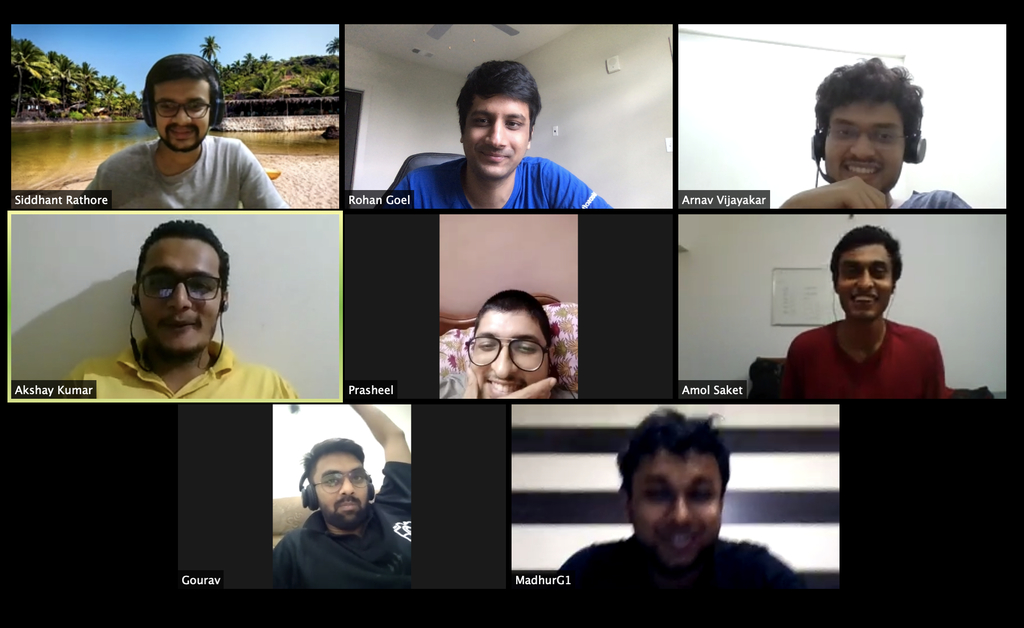 Siddhant Rathore
Rohan Goel
Arnav Vijayakar
Akshay Kumar
Prasheel
Amol Saket
Gourav
MadhurG1